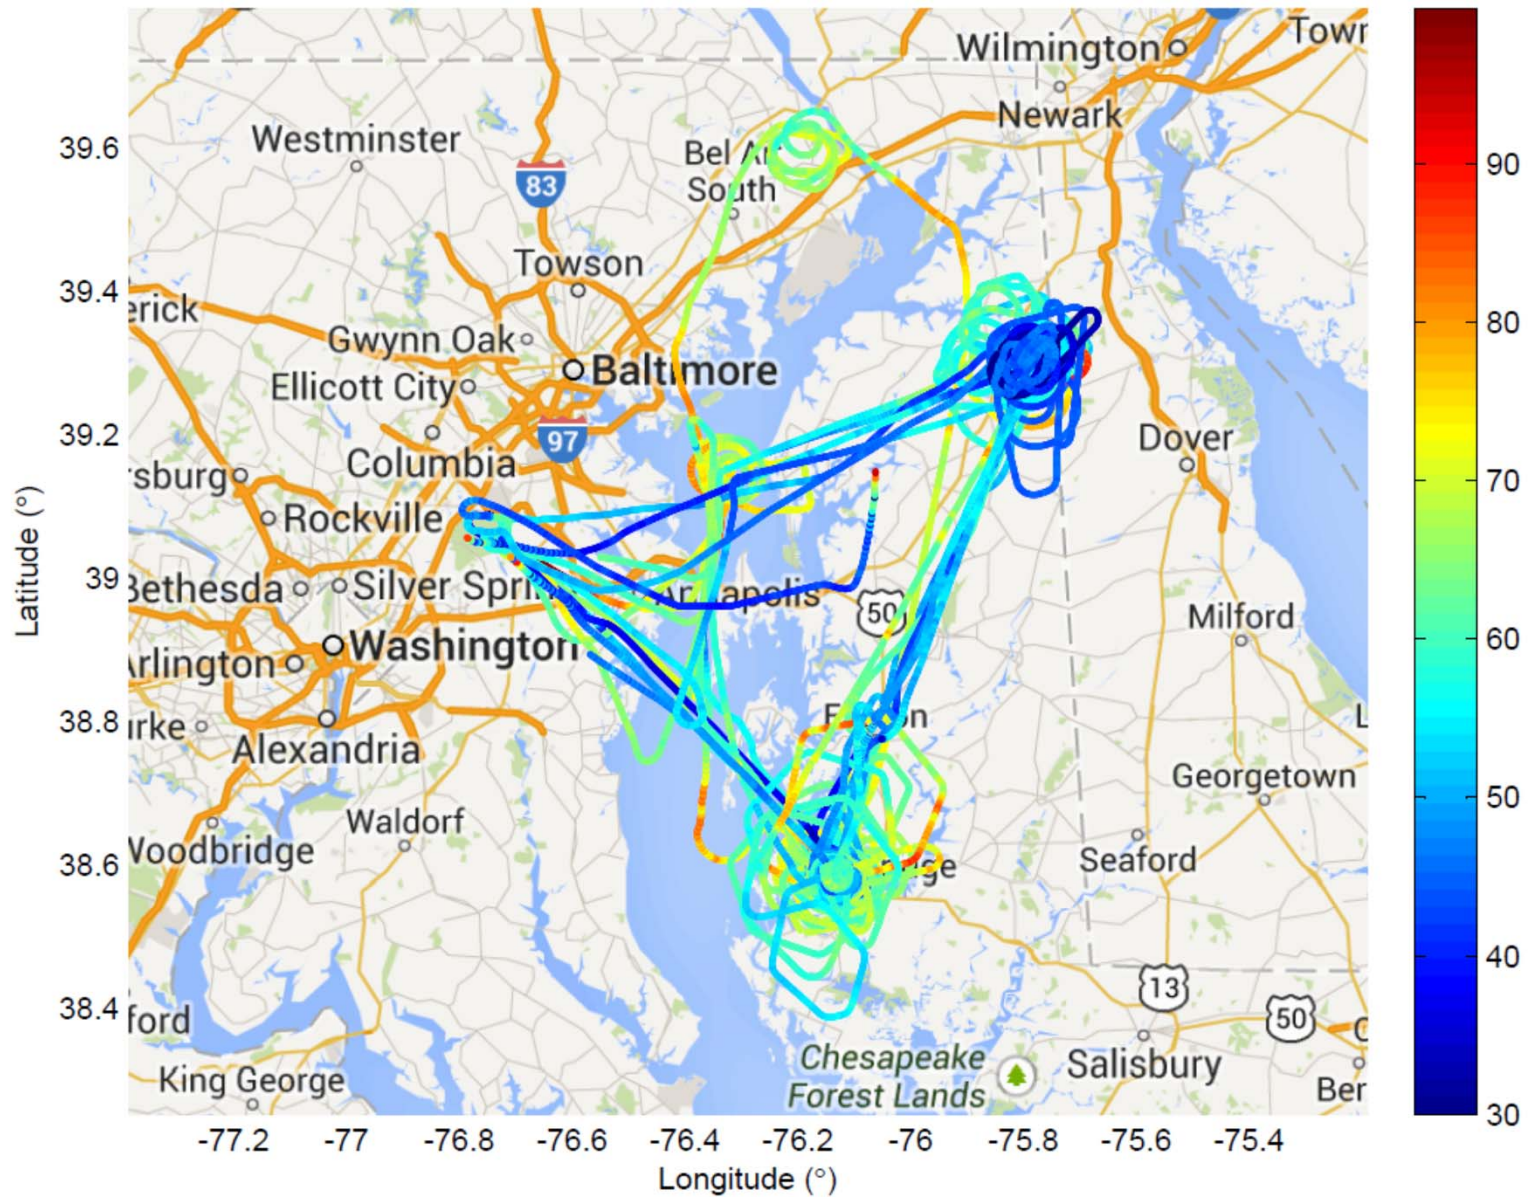 Wilmington
Town
Newark
Westminster
39.6
Bel Air
South
83
90
Towson
39.4
erick
Gwynn Oak
80
Baltimore
Ellicott City
39.2
97
Dover
Columbia
rsburg
70
Rockville
39
Bethesda
Silver Sprin
Annapolis
50
Milford
60
Washington
Arlington
38.8
urke
Easton
L
Alexandria
Georgetown
50
Waldorf
Woodbridge
38.6
ridge
Seaford
40
13
38.4
ford
50
C
Chesapeake
Forest Lands
Salisbury
King George
Ber
30
-77.2
-77
-76.8
-76.6
-76.4
-76.2
-76
-75.8
-75.6
-75.4
Longitude (°)
Latitude (°)